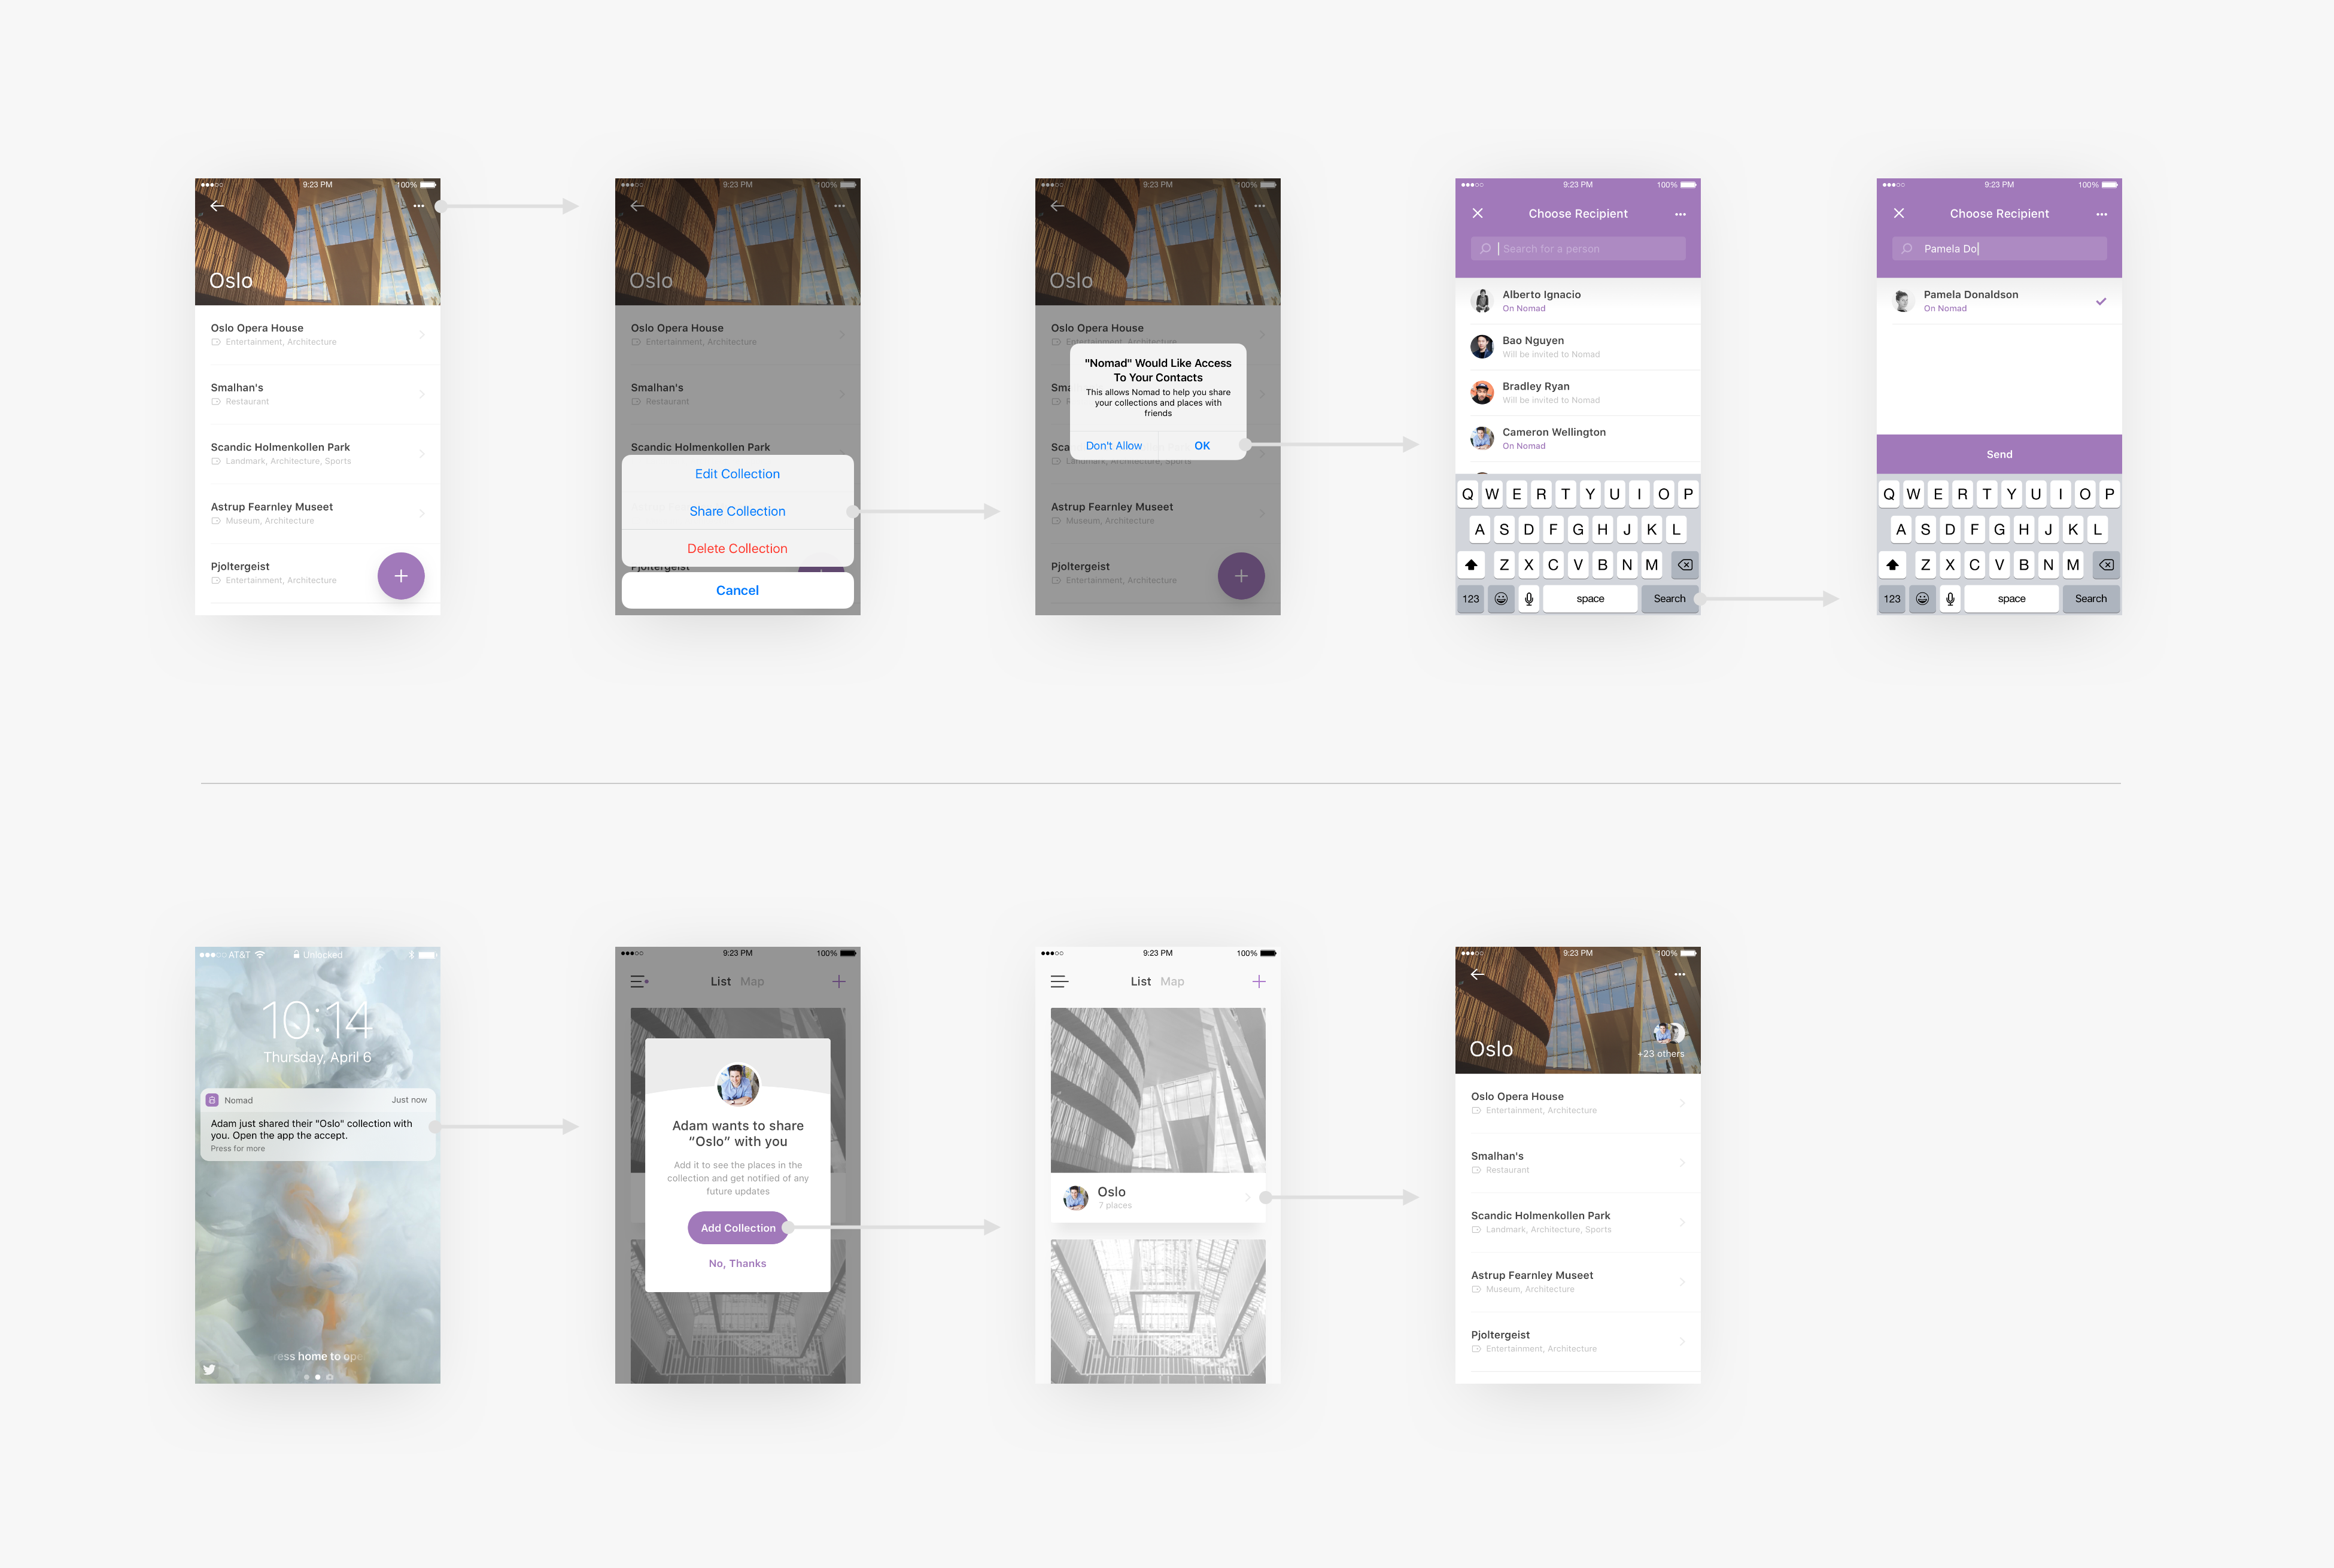 9:23 PM 100%
Oslo
Oslo Opera House
Entertainment, Architecture
Smalhan's
Restaurant
Scandic Holmenkollen Park
Landmark, Architecture, Sports
Astrup Fearnley Museet
Museum, Architecture
Pjoltergeist
Entertainment, Architecture
9:23 PM 100%
Oslo
Oslo Opera House
Entertainment, Architecture
Smalhan's
Restaurant
Scandic Holmenkollen Park
Edit Collection
Share Collection
Delete Collection
Pjoltergeist
Cancel
9:23 PM 100%
Oslo
Oslo Opera House
Entertainment, Architecture
"Nomad" Would Like Access
To Your Contacts
This allows Nomad to help you share
your collections and places with
friends
Don't Allow OK
Landmark, Architecture, Sports
Astrup Fearnley Museet
Museum, Architecture
Pjoltergeist
Entertainment, Architecture
9:23 PM 100%
Choose Recipient
Search for a person
Alberto Ignacio
On Nomad
Bao Nguyen
Will be invited to Nomad
Bradley Ryan
Will be invited to Nomad
Cameron Wellington
On Nomad
Q W E R T Y U I O P
A S D F G H J K L
Z X C V B N M
123 space Search
9:23 PM 100%
Choose Recipient
Pamela Do
Pamela Donaldson
On Nomad
Send
Q W E R T Y U I O P
A S D F G H J K L
Z X C V B N M
123 space Search
AT&T Unlocked
10:14
Thursday, April 6
Nomad Just now
Adam just shared their "Oslo" collection with
you. Open the app the accept.
Press for more
ress home to ope
9:23 PM 100%
List Map
Adam wants to share
“Oslo” with you
Add it to see the places in the
collection and get notified of any
future updates
Add Collection
No, Thanks
9:23 PM 100%
List Map
Oslo
7 places
9:23 PM 100%
Oslo
+23 others
Oslo Opera House
Entertainment, Architecture
Smalhan's
Restaurant
Scandic Holmenkollen Park
Landmark, Architecture, Sports
Astrup Fearnley Museet
Museum, Architecture
Pjoltergeist
Entertainment, Architecture